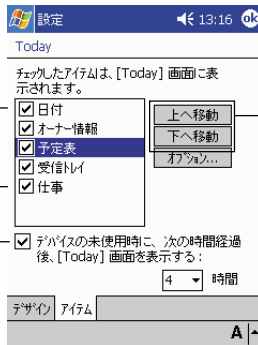 設定 13:16 ok
Today
チェックしたアイテムは、[Today] 画面に表
示されます。
日付
オーナー情報
予定表
受信トレイ
仕事
上へ移動
下へ移動
オプション...
デバイスの未使用時に、次の時間経過
後、[Today] 画面を表示する:
4 時間
デザイン アイテム
A